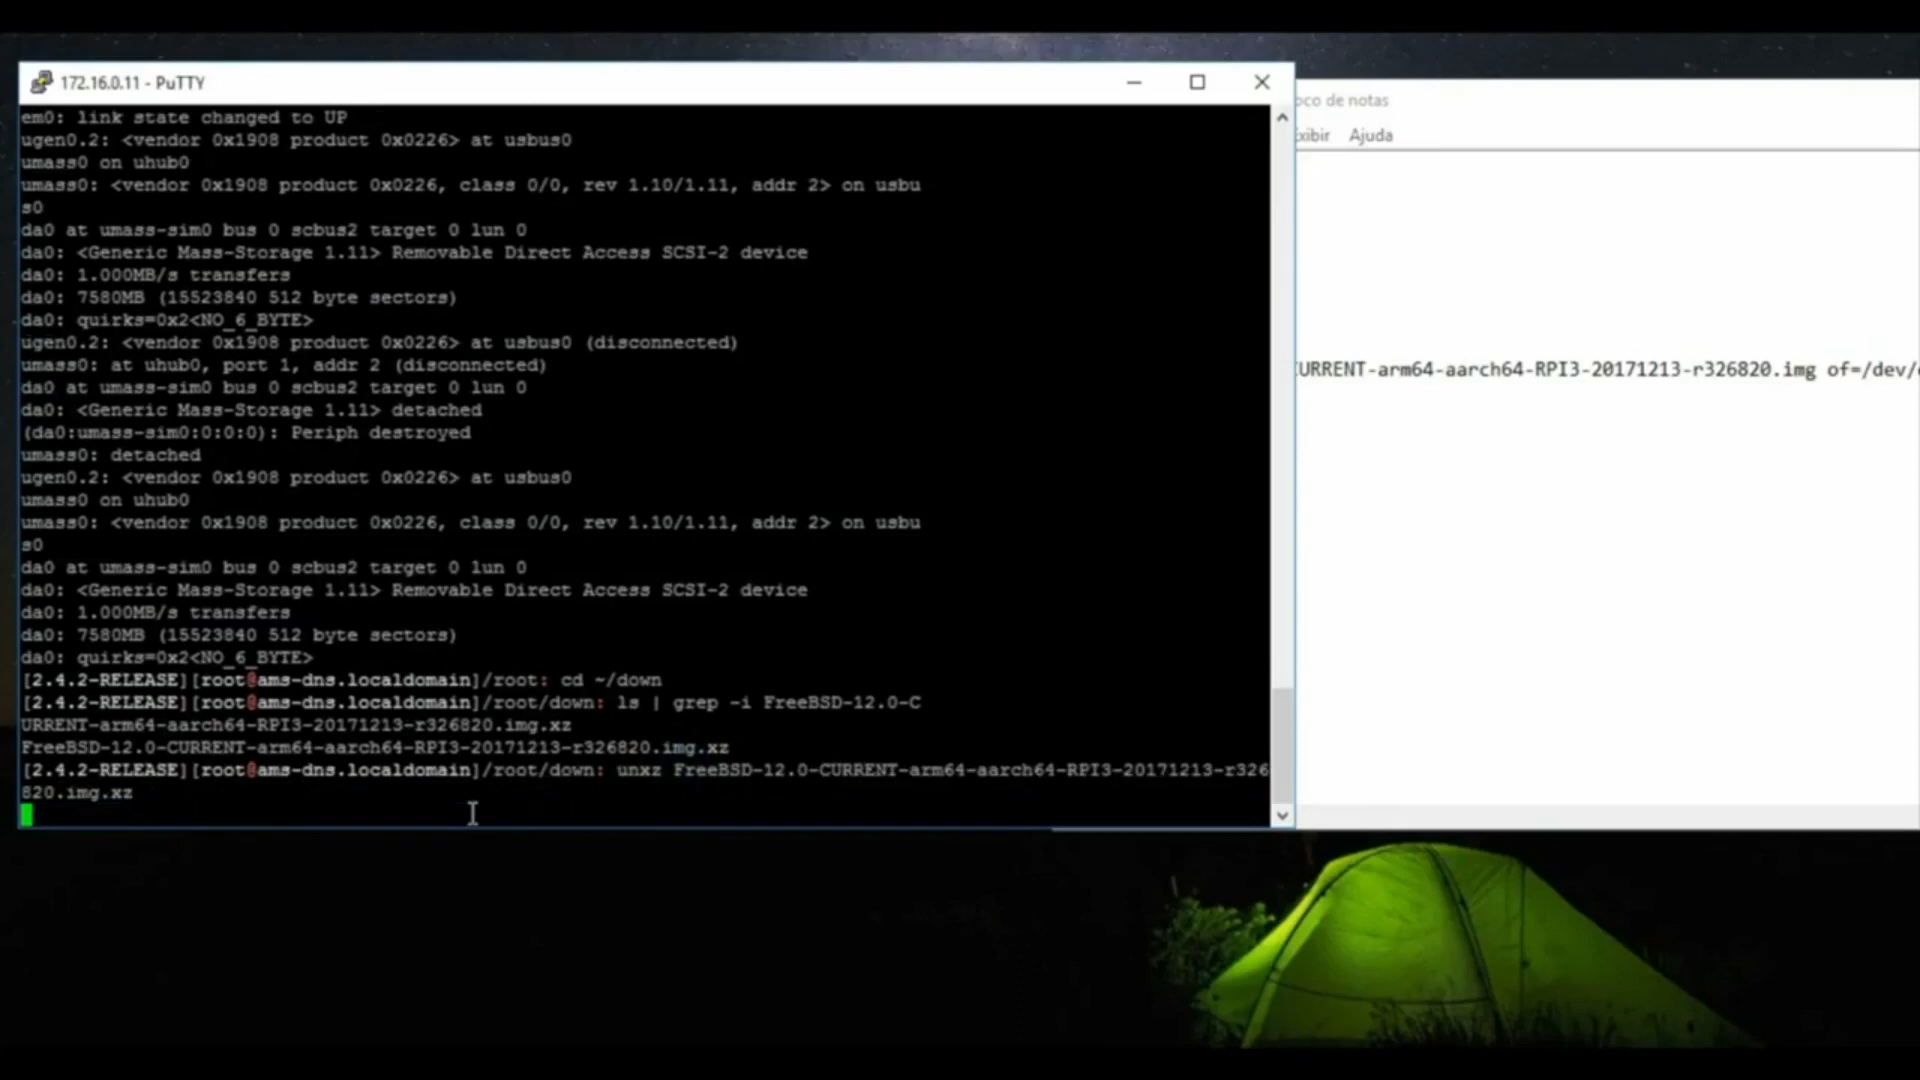 172.16.0.11 - PuTTY
em0: link state changed to UP
ugen0.2: <vendor 0x1908 product 0x0226> at usbus0
umass0 on uhub0
umass0: <vendor 0x1908 product 0x0226, class 0/0, rev 1.10/1.11, addr 2> on usbu
s0
da0 at umass-sim0 bus 0 scbus2 target 0 lun 0
da0: <Generic Mass-Storage 1.11> Removable Direct Access SCSI-2 device
da0: 1.000MB/s transfers
da0: 7580MB (15523840 512 byte sectors)
da0: quirks=0x2<NO_6_BYTE>
ugen0.2: <vendor 0x1908 product 0x0226> at usbus0 (disconnected)
umass0: at uhub0, port 1, addr 2 (disconnected)
da0 at umass-sim0 bus 0 scbus2 target 0 lun 0
da0: <Generic Mass-Storage 1.11> detached
(da0:umass-sim0:0:0:0): Periph destroyed
umass0: detached
ugen0.2: <vendor 0x1908 product 0x0226> at usbus0
umass0 on uhub0
umass0: <vendor 0x1908 product 0x0226, class 0/0, rev 1.10/1.11, addr 2> on usbu
s0
da0 at umass-sim0 bus 0 scbus2 target 0 lun 0
da0: <Generic Mass-Storage 1.11> Removable Direct Access SCSI-2 device
da0: 1.000MB/s transfers
da0: 7580MB (15523840 512 byte sectors)
da0: quirks=0x2<NO_6_BYTE>
[2.4.2-RELEASE][root@ams-dns.localdomain]/root: cd ~/down
[2.4.2-RELEASE][root@ams-dns.localdomain]/root/down: ls | grep -i FreeBSD-12.0-C
URRENT-arm64-aarch64-RPI3-20171213-r326820.img.xz
FreeBSD-12.0-CURRENT-arm64-aarch64-RPI3-20171213-r326820.img.xz
[2.4.2-RELEASE][root@ams-dns.localdomain]/root/down: unxz FreeBSD-12.0-CURRENT-arm64-aarch64-RPI3-20171213-r326
820.img.xz
oco de notas
xibir Ajuda
CURRENT-arm64-aarch64-RPI3-20171213-r326820.img of=/dev/